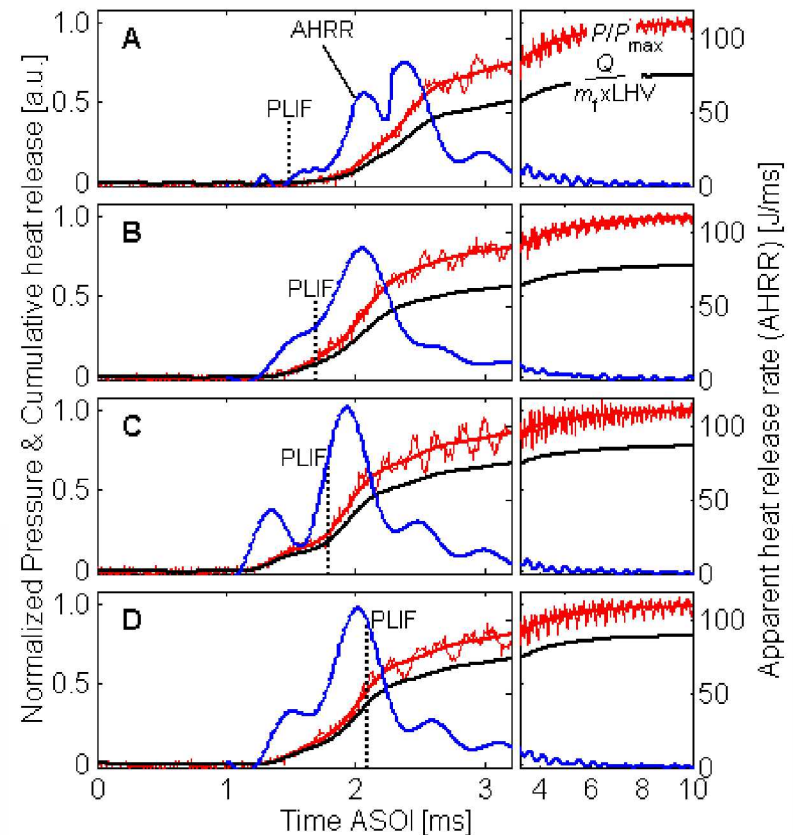 Normalized Pressure & Cumulative heat release [a.u.]
Apparent heat release rate (AHRR) [J/ms]
A
AHRR
PLIF
P/Pmax
Q
mf xLHV
1.0
0.5
0
100
50
0
B
PLIF
1.0
0.5
0
100
50
0
C
PLIF
1.0
0.5
0
100
50
0
D
PLIF
1.0
0.5
0
100
50
0
0 1 2 3 4 6 8 10
Time ASOI [ms]